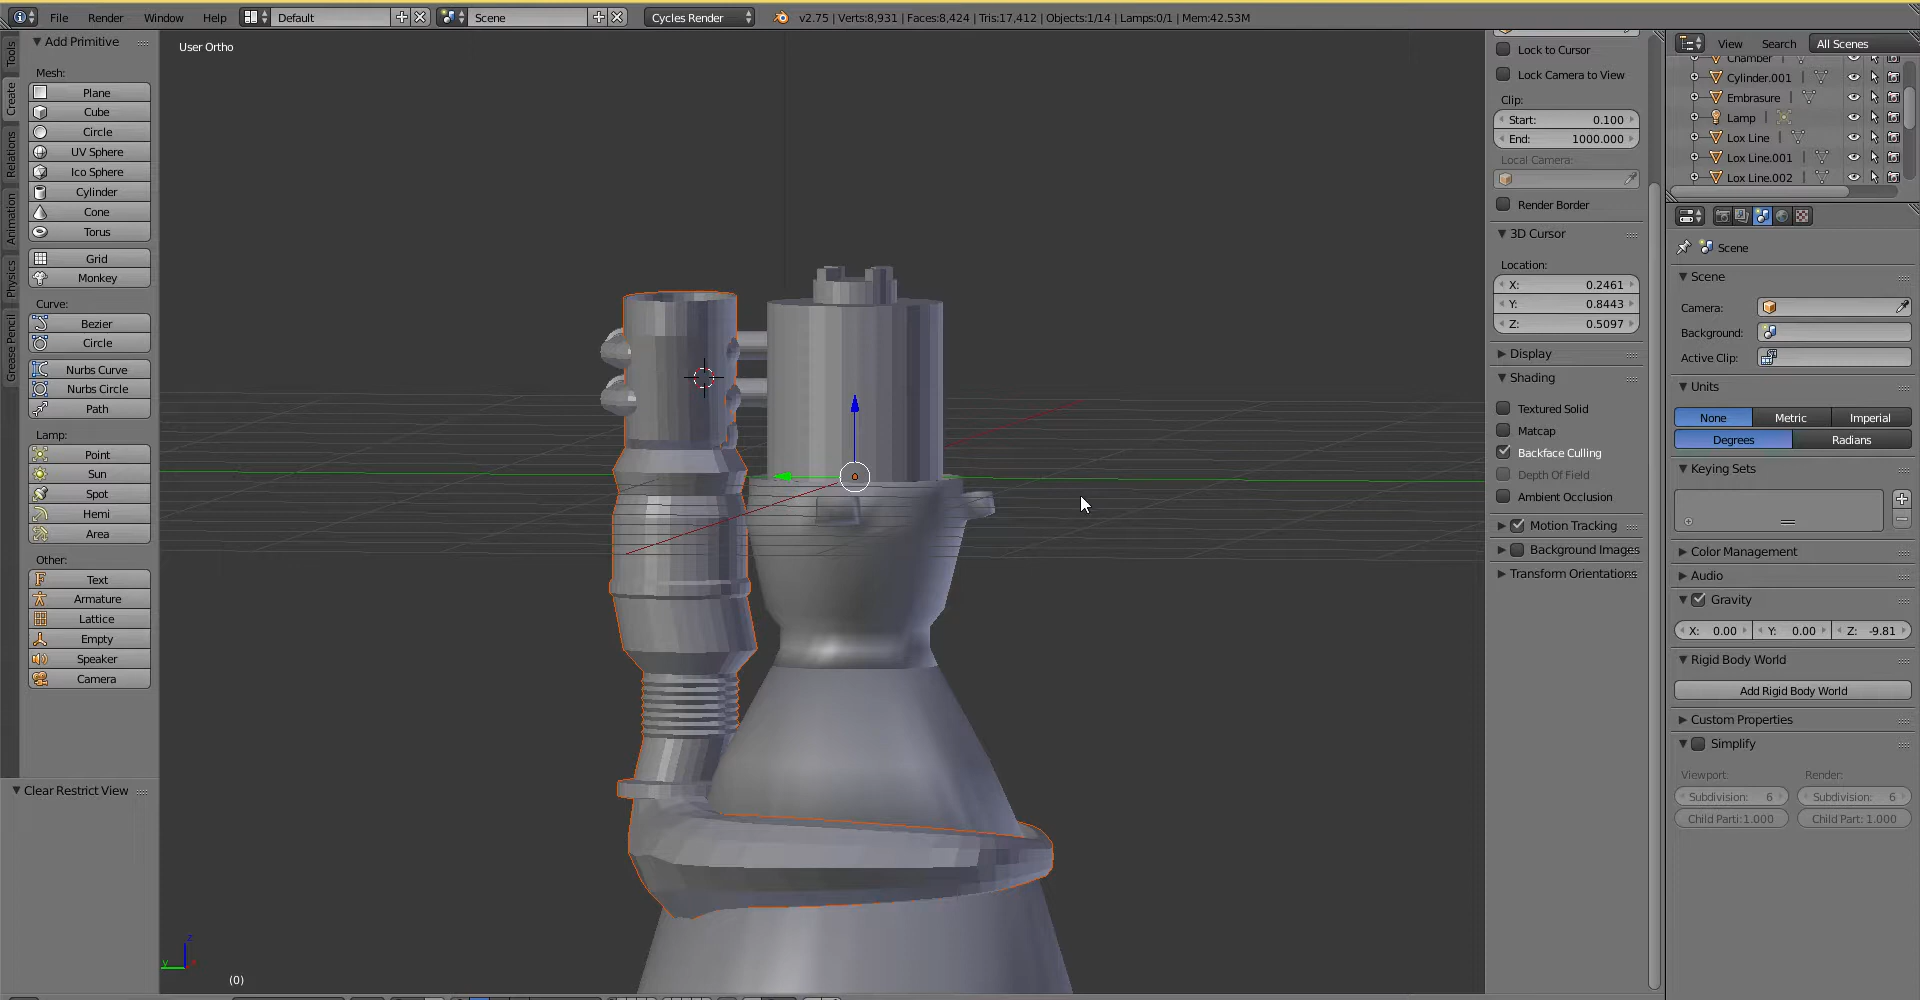 File Render Window Help Default Scene Cycles Render v2.75 | Verts:8,931 | Faces:8,424 | Tris:17,412 | Objects:1/14 | Lamps:0/1 | Mem:42.53M
Tools
Create
Relations
Animation
Physics
Grease Pencil
Add Primitive
Mesh:
Plane
Cube
Circle
UV Sphere
Ico Sphere
Cylinder
Cone
Torus
Grid
Monkey
Curve:
Bezier
Circle
Nurbs Curve
Nurbs Circle
Path
Lamp:
Point
Sun
Spot
Hemi
Area
Other:
Text
Armature
Lattice
Empty
Speaker
Camera
Clear Restrict View
User Ortho
z
y
(0)
Lock to Cursor
Lock Camera to View
Clip:
Start: 0.100
End: 1000.000
Local Camera:
Render Border
3D Cursor
Location:
X: 0.2461
Y: 0.8443
Z: 0.5097
Display
Shading
Textured Solid
Matcap
Backface Culling
Depth Of Field
Ambient Occlusion
Motion Tracking
Background Images
Transform Orientations
View Search All Scenes
Chamber
Cylinder.001
Embrasure
Lamp
Lox Line
Lox Line.001
Lox Line.002
Scene
Scene
Camera:
Background:
Active Clip:
Units
None Metric Imperial
Degrees Radians
Keying Sets
Color Management
Audio
Gravity
X: 0.00 Y: 0.00 Z: -9.81
Rigid Body World
Add Rigid Body World
Custom Properties
Simplify
Viewport: Render:
Subdivision: 6 Subdivision: 6
Child Parti:1.000 Child Part: 1.000